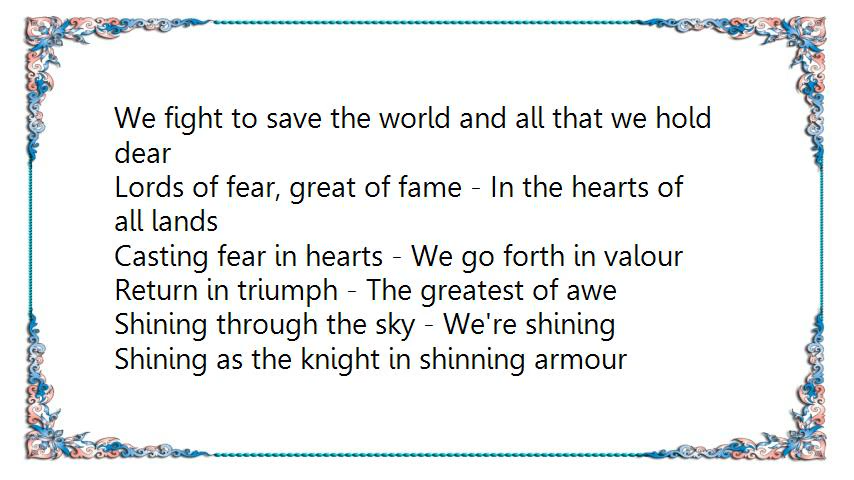 We fight to save the world and all that we hold
dear
Lords of fear, great of fame - In the hearts of
all lands
Casting fear in hearts - We go forth in valour
Return in triumph - The greatest of awe
Shining through the sky - We're shining
Shining as the knight in shinning armour